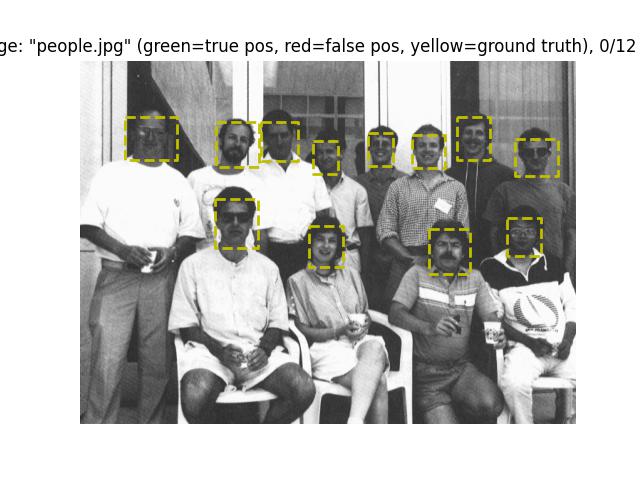 ge: "people.jpg" (green=true pos, red=false pos, yellow=ground truth), 0/12